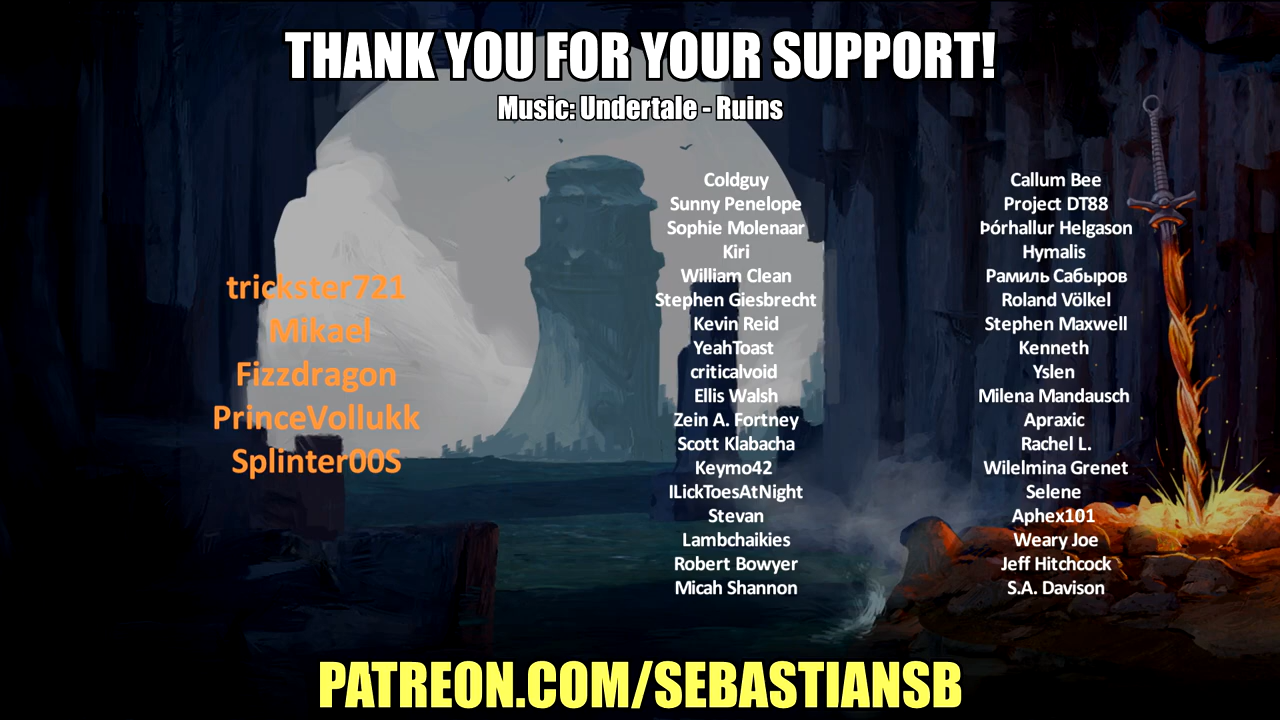 THANK YOU FOR YOUR SUPPORT!
Music: Undertale - Ruins
trickster721
Mikael
Fizzdragon
PrinceVollukk
Splinter00S
Coldguy
Sunny Penelope
Sophie Molenaar
Kiri
William Clean
Stephen Giesbrecht
Kevin Reid
YeahToast
criticalvoid
Ellis Walsh
Zein A. Fortney
Scott Klabacha
Keymo42
ILickToesAtNight
Stevan
Lambchaikies
Robert Bowyer
Micah Shannon
Callum Bee
Project DT88
Þórhallur Helgason
Hymalis
Рамиль Сабыров
Roland Völkel
Stephen Maxwell
Kenneth
Yslen
Milena Mandausch
Apraxic
Rachel L.
Wilelmina Grenet
Selene
Aphex101
Weary Joe
Jeff Hitchcock
S.A. Davison
PATREON.COM/SEBASTIANSB